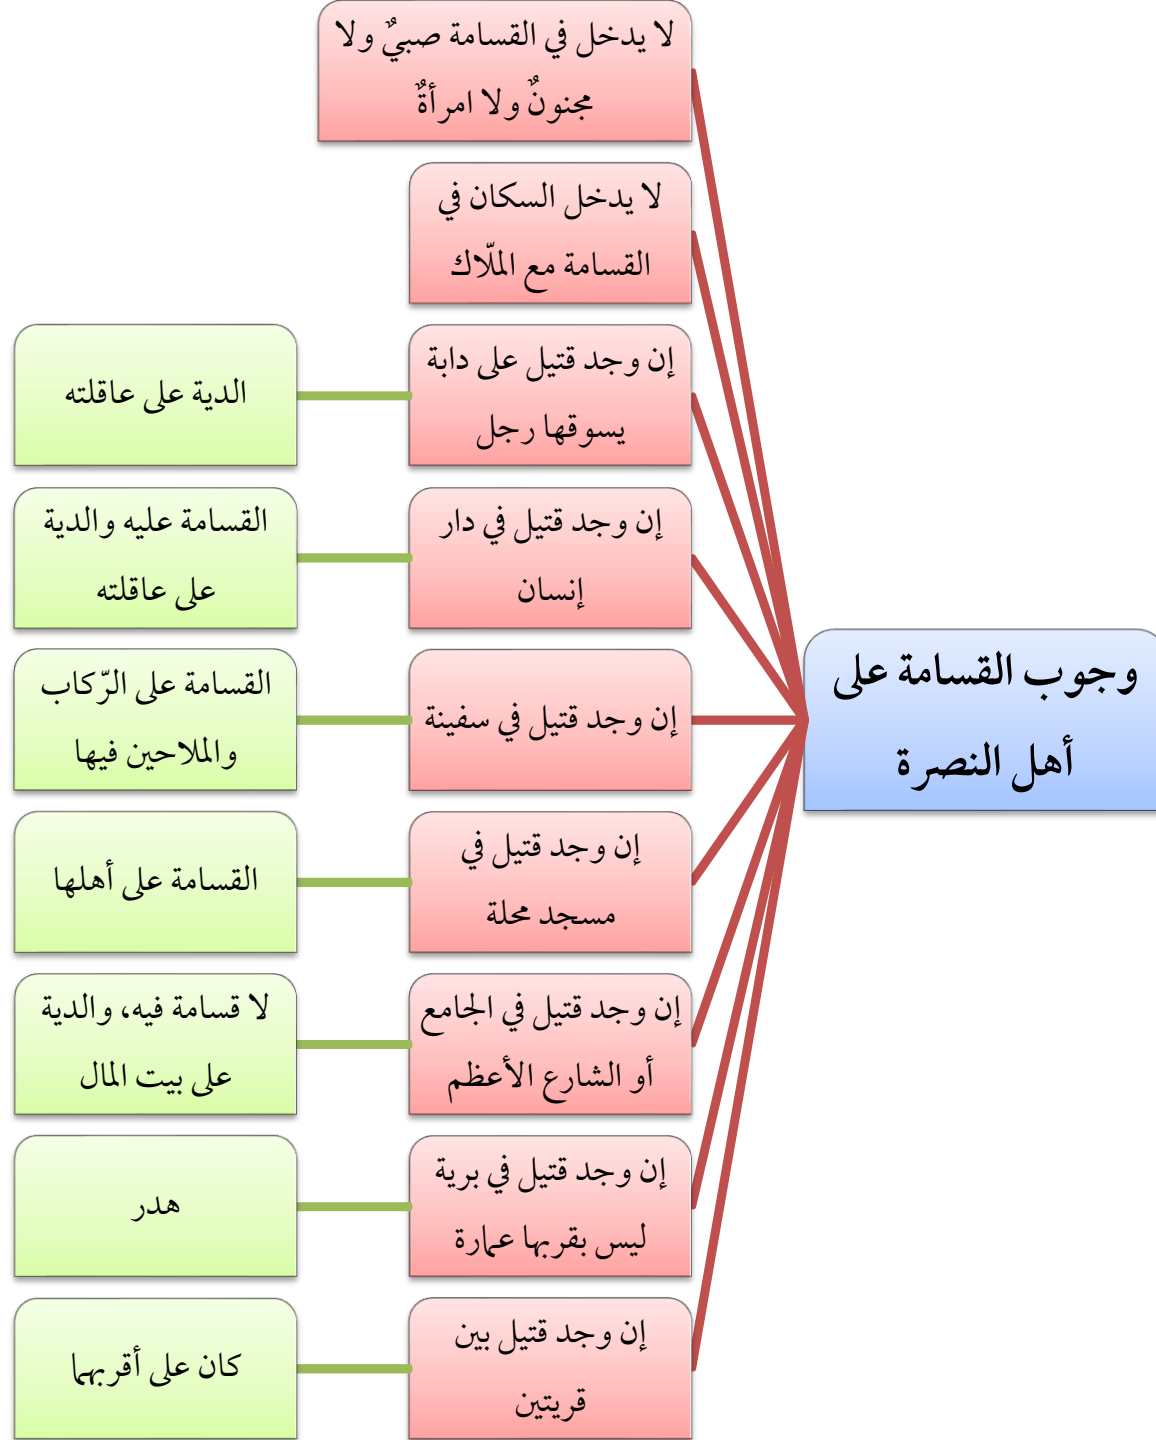 وجوب القسامة على
أهل النصرة
لا يدخل في القسامة صبيٌ ولا
مجنونٌ ولا امرأةٌ
لا يدخل السكان في
القسامة مع الملّاك
إن وجد قتيل على دابة
يسوقها رجل
الدية على عاقلته
إن وجد قتيل في دار
إنسان
القسامة عليه والدية
على عاقلته
إن وجد قتيل في سفينة
القسامة على الرّكاب
والملاحين فيها
إن وجد قتيل في
مسجد محلة
القسامة على أهلها
إن وجد قتيل في الجامع
أو الشارع الأعظم
لا قسامة فيه، والدية
على بيت المال
إن وجد قتيل في برية
ليس بقربها عمارة
هدر
إن وجد قتيل بين
قريتين
كان على أقربهما